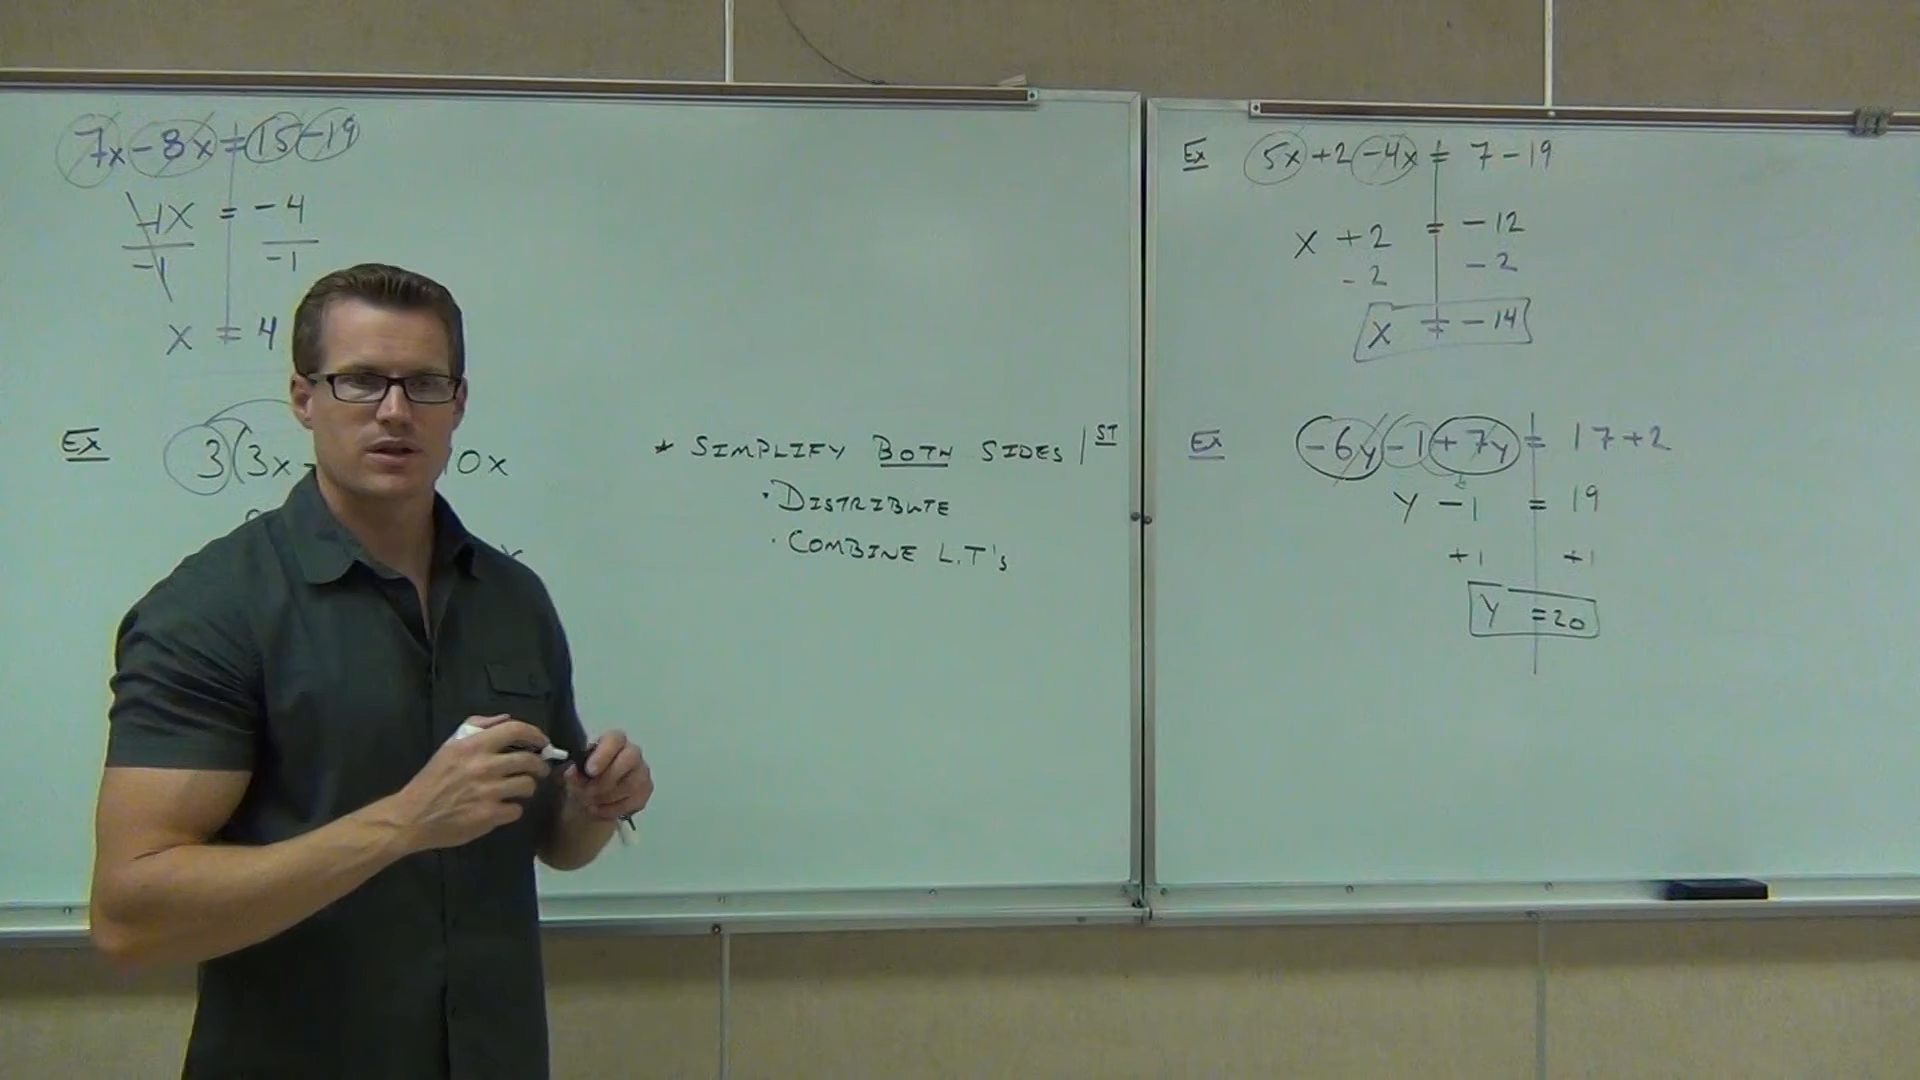 7x - 8x = 15 - 19
-1x = -4
-1 -1
x = 4
Ex 3(3x 10x
* SIMPLIFY BOTH SIDES 1ST
· DISTRIBUTE
· COMBINE L.T's
Ex 5x + 2 - 4x = 7 - 19
x + 2 = -12
- 2 - 2
x = -14
Ex -6y - 1 + 7y = 17 + 2
y - 1 = 19
+1 +1
y = 20